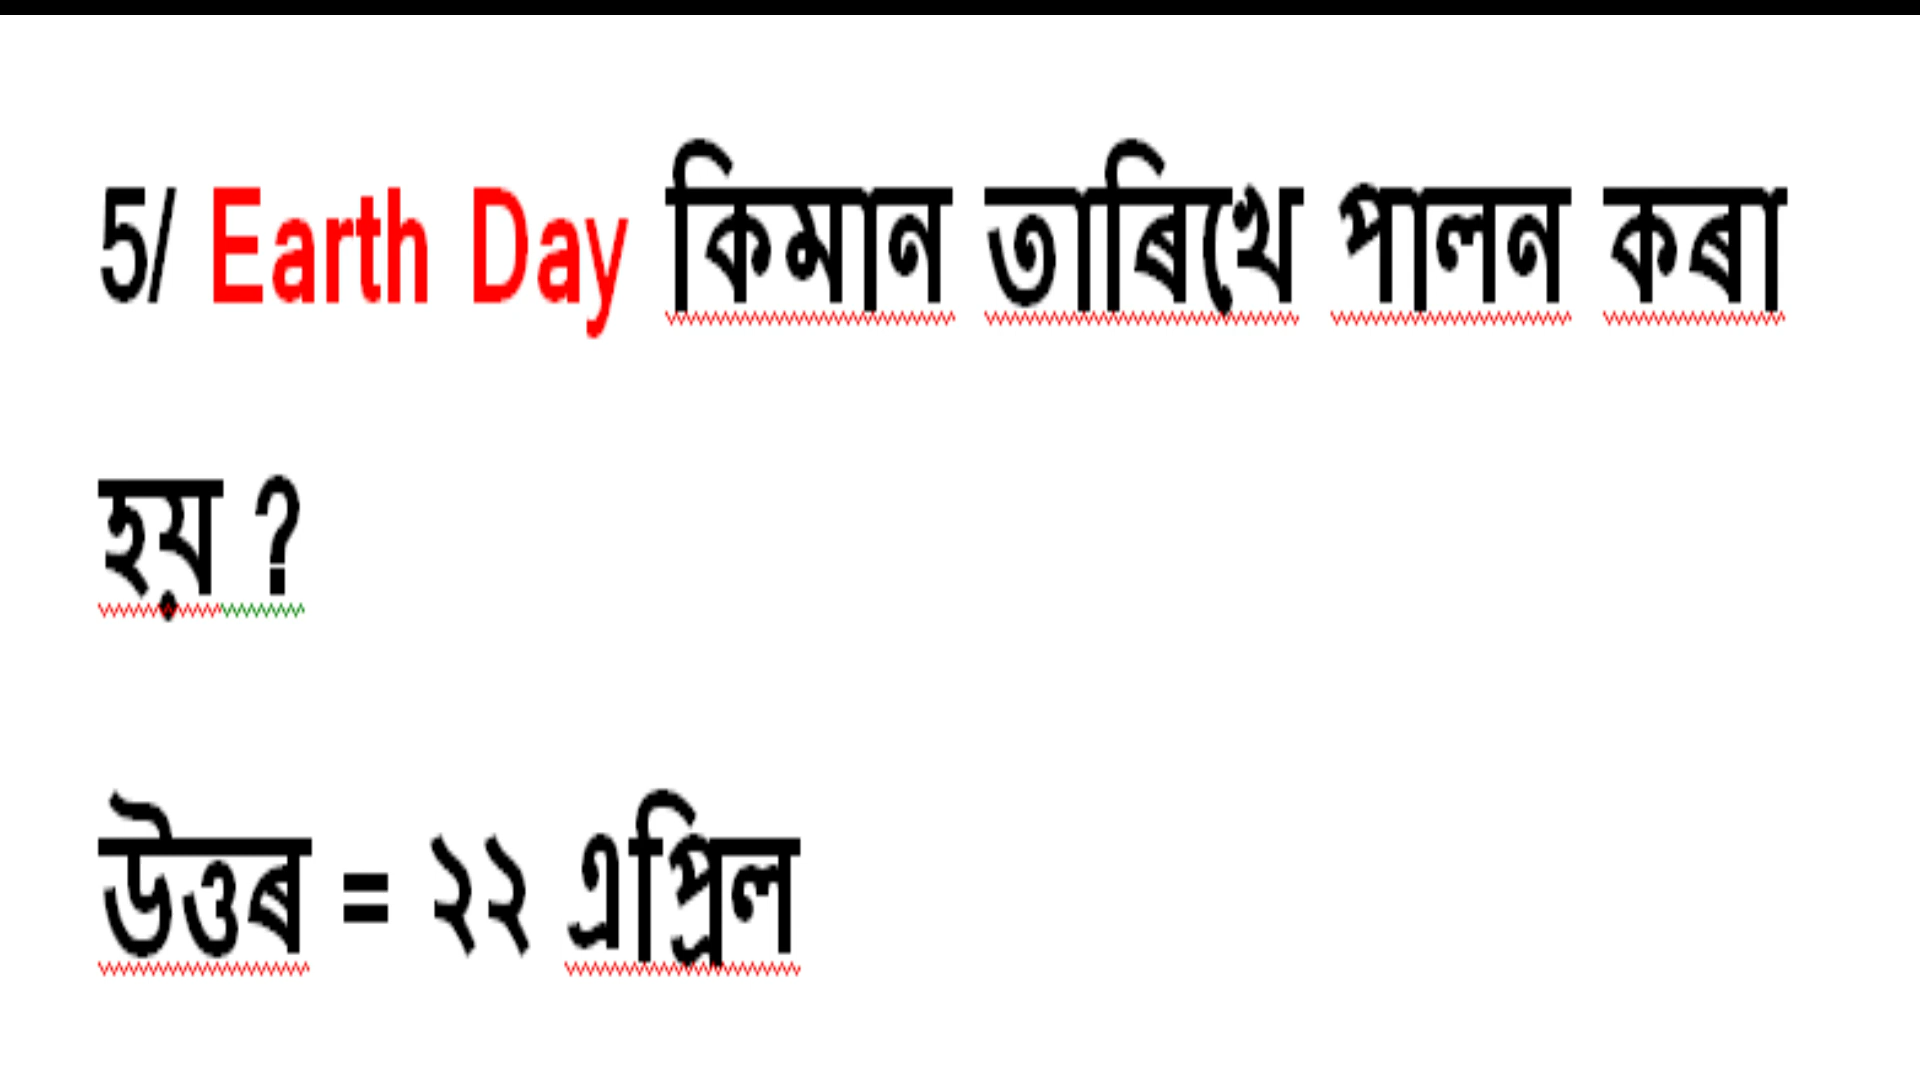 5/ Earth Day কিমান তাৰিখে পালন কৰা
হয় ?
উত্তৰ = ২২ এপ্ৰিল